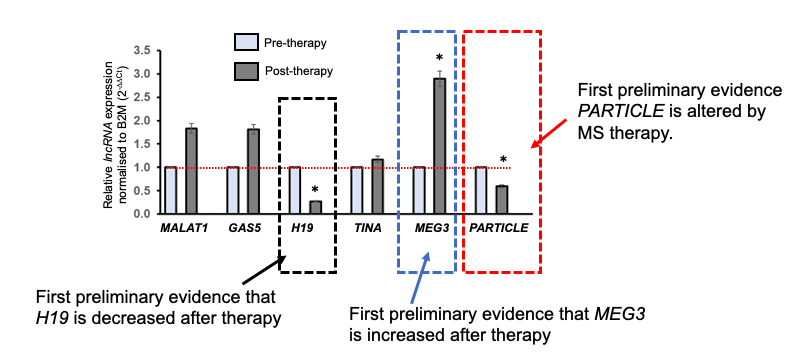 Relative lncRNA expression
normalised to B2M (2-ΔΔCt)
3.5
3.0
2.5
2.0
1.5
1.0
0.5
0.0
Pre-therapy
Post-therapy
*
*
*
MALAT1 GAS5 H19 TINA MEG3 PARTICLE
First preliminary evidence
PARTICLE is altered by
MS therapy.
First preliminary evidence that
H19 is decreased after therapy
First preliminary evidence that MEG3
is increased after therapy